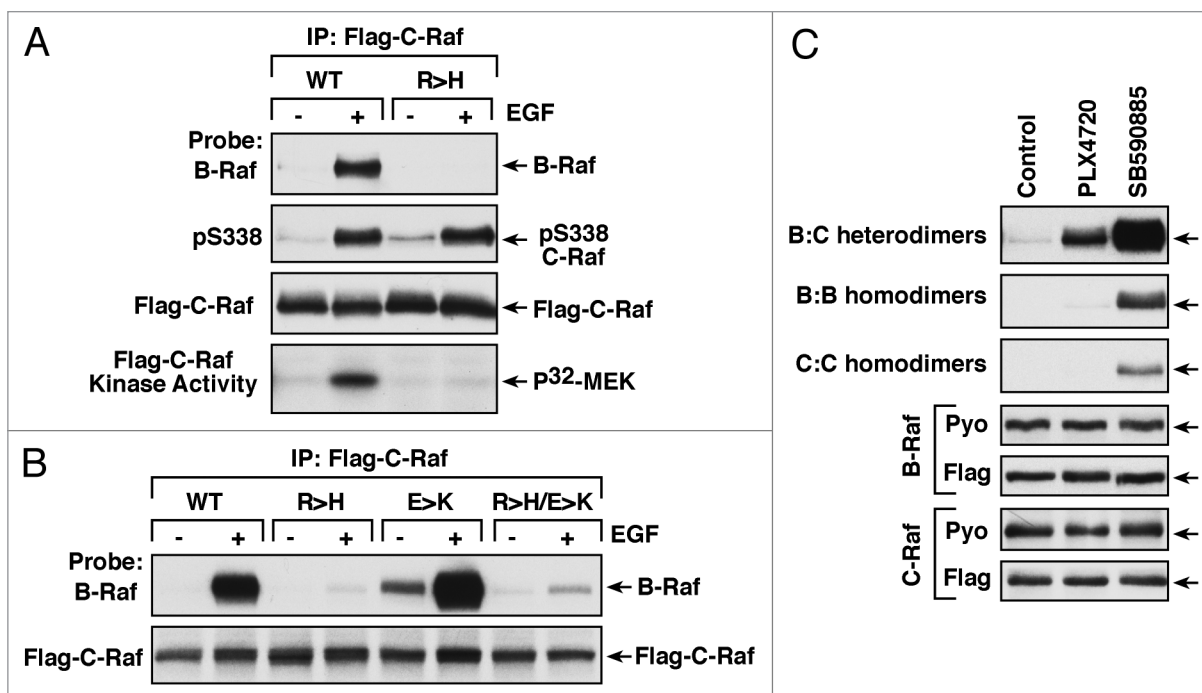 A
IP: Flag-C-Raf
WT R>H
- + - + EGF
Probe:
B-Raf ← B-Raf
pS338 ← pS338
C-Raf
Flag-C-Raf ← Flag-C-Raf
Flag-C-Raf
Kinase Activity ← P32-MEK
B
IP: Flag-C-Raf
WT R>H E>K R>H/E>K
- + - + - + - + EGF
Probe:
B-Raf ← B-Raf
Flag-C-Raf ← Flag-C-Raf
C
Control PLX4720 SB590885
B:C heterodimers ←
B:B homodimers ←
C:C homodimers ←
B-Raf
Pyo ←
Flag ←
C-Raf
Pyo ←
Flag ←